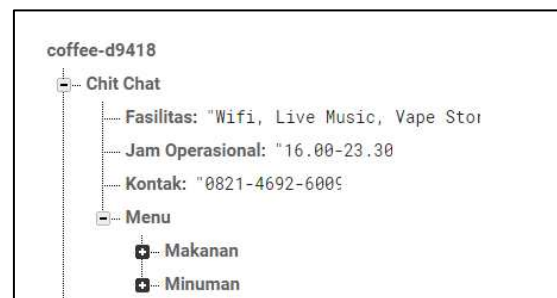 coffee-d9418
Chit Chat
Fasilitas: "Wifi, Live Music, Vape Stor
Jam Operasional: "16.00-23.30
Kontak: "0821-4692-6009
Menu
Makanan
Minuman